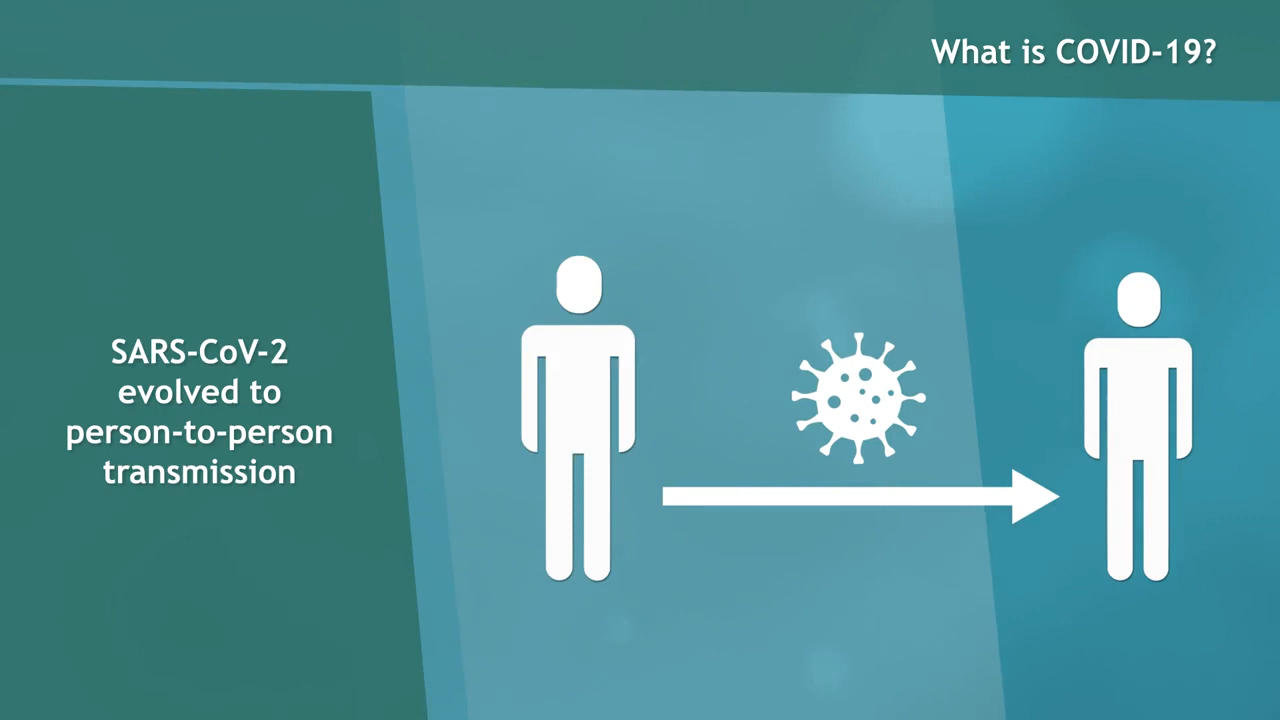 What is COVID-19?
SARS-CoV-2
evolved to
person-to-person
transmission